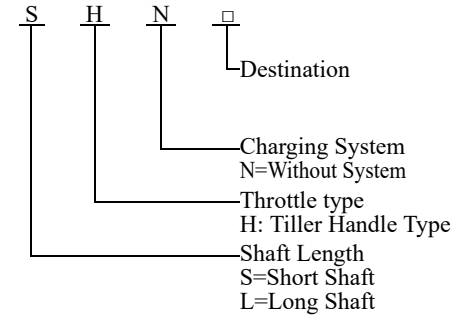 S H N □
Destination
Charging System
N=Without System
Throttle type
H: Tiller Handle Type
Shaft Length
S=Short Shaft
L=Long Shaft